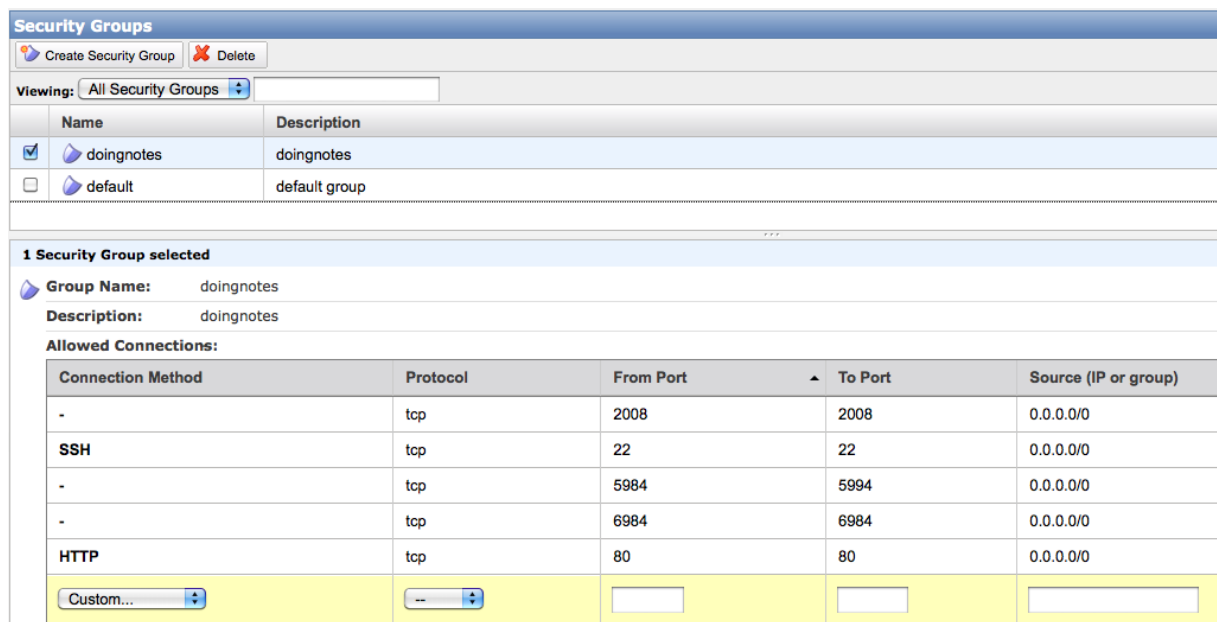 Security Groups
Create Security Group Delete
Viewing: All Security Groups
Name Description
doingnotes doingnotes
default default group
1 Security Group selected
Group Name: doingnotes
Description: doingnotes
Allowed Connections:
Connection Method Protocol From Port To Port Source (IP or group)
- tcp 2008 2008 0.0.0.0/0
SSH tcp 22 22 0.0.0.0/0
- tcp 5984 5994 0.0.0.0/0
- tcp 6984 6984 0.0.0.0/0
HTTP tcp 80 80 0.0.0.0/0
Custom... --